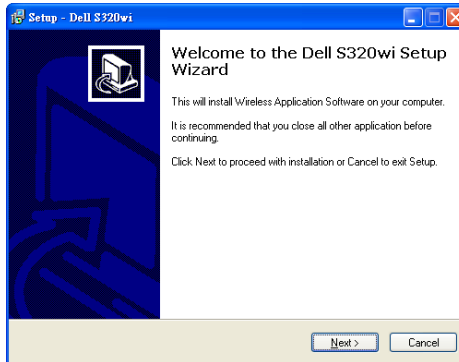 Setup - Dell S320wi
Welcome to the Dell S320wi Setup
Wizard
This will install Wireless Application Software on your computer.
It is recommended that you close all other application before
continuing.
Click Next to proceed with installation or Cancel to exit Setup.
Next >
Cancel